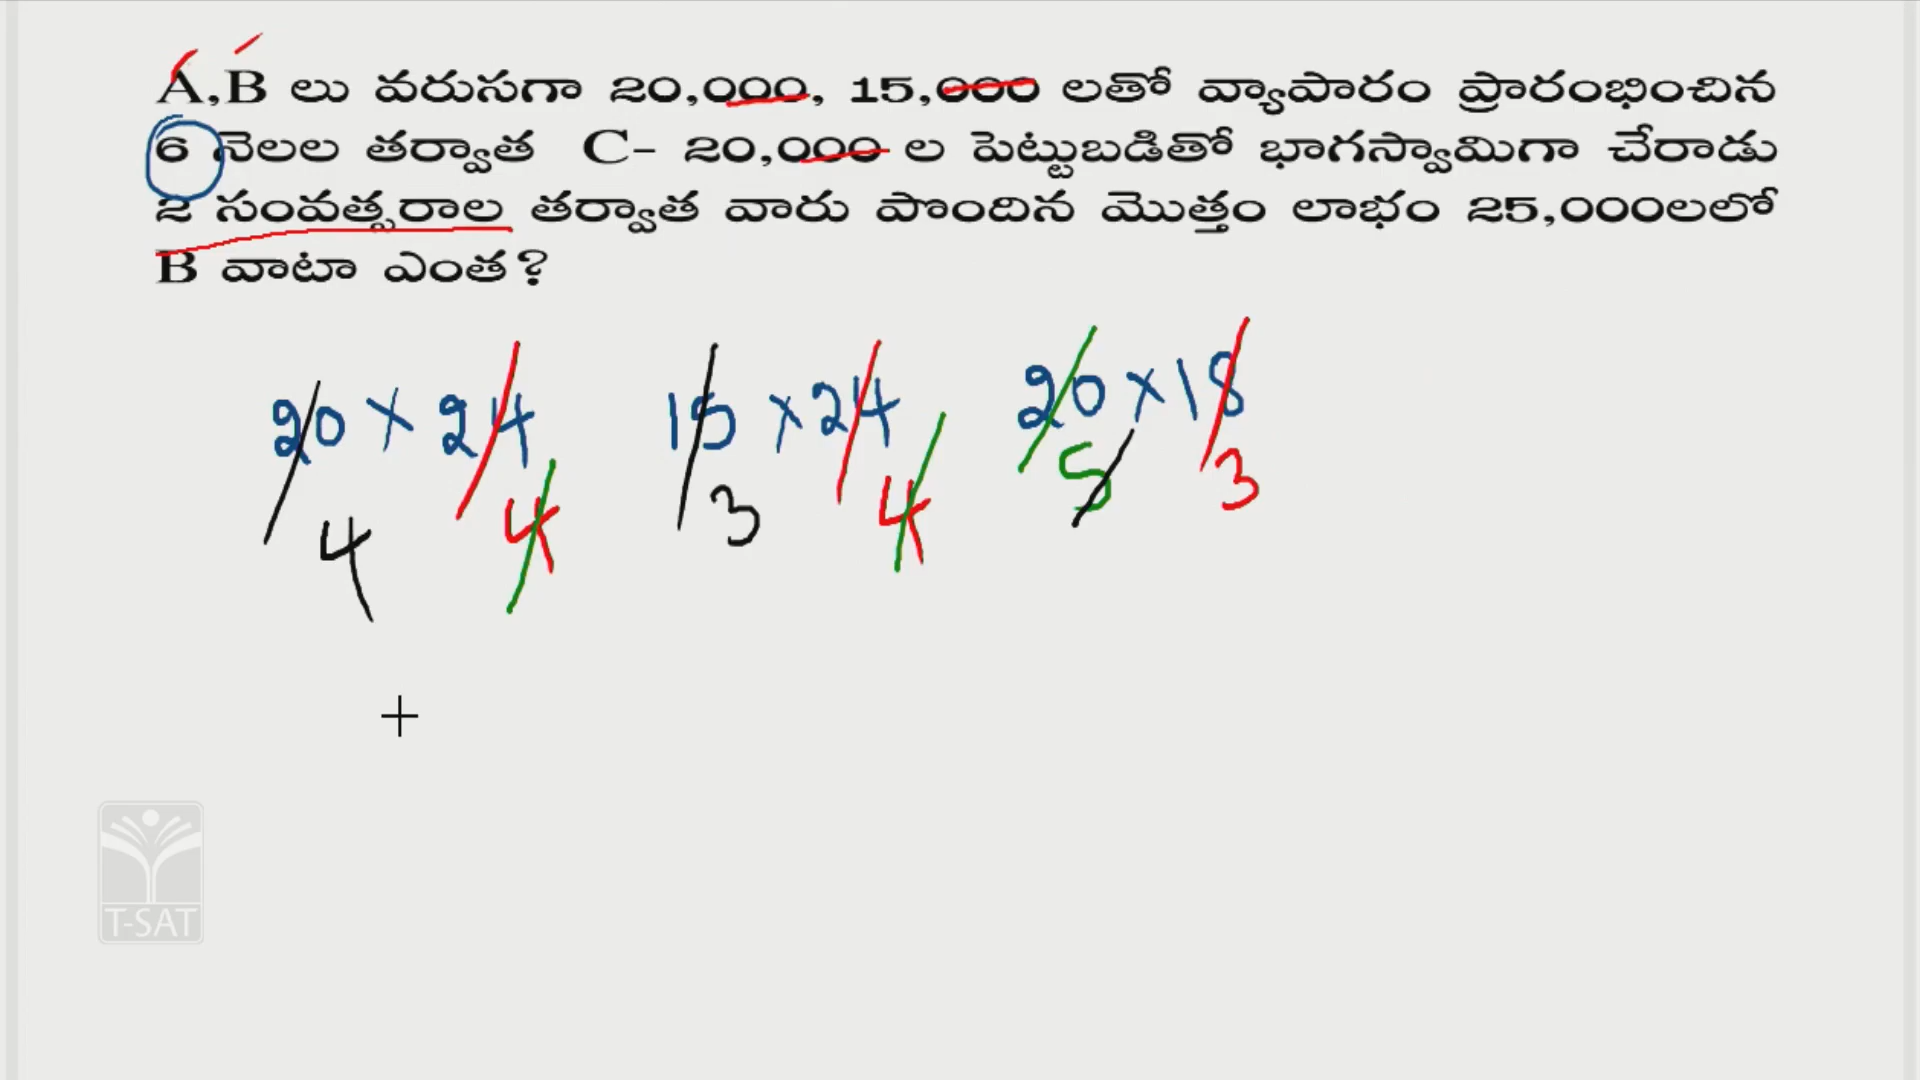 A,B లు వరుసగా 20,000, 15,000 లతో వ్యాపారం ప్రారంభించిన
6 నెలల తర్వాత C- 20,000 ల పెట్టుబడితో భాగస్వామిగా చేరాడు
2 సంవత్సరాల తర్వాత వారు పొందిన మొత్తం లాభం 25,000లలో
B వాటా ఎంత?
20 × 24 15 × 24 20 × 18
4 4 3 4 5 3
T-SAT